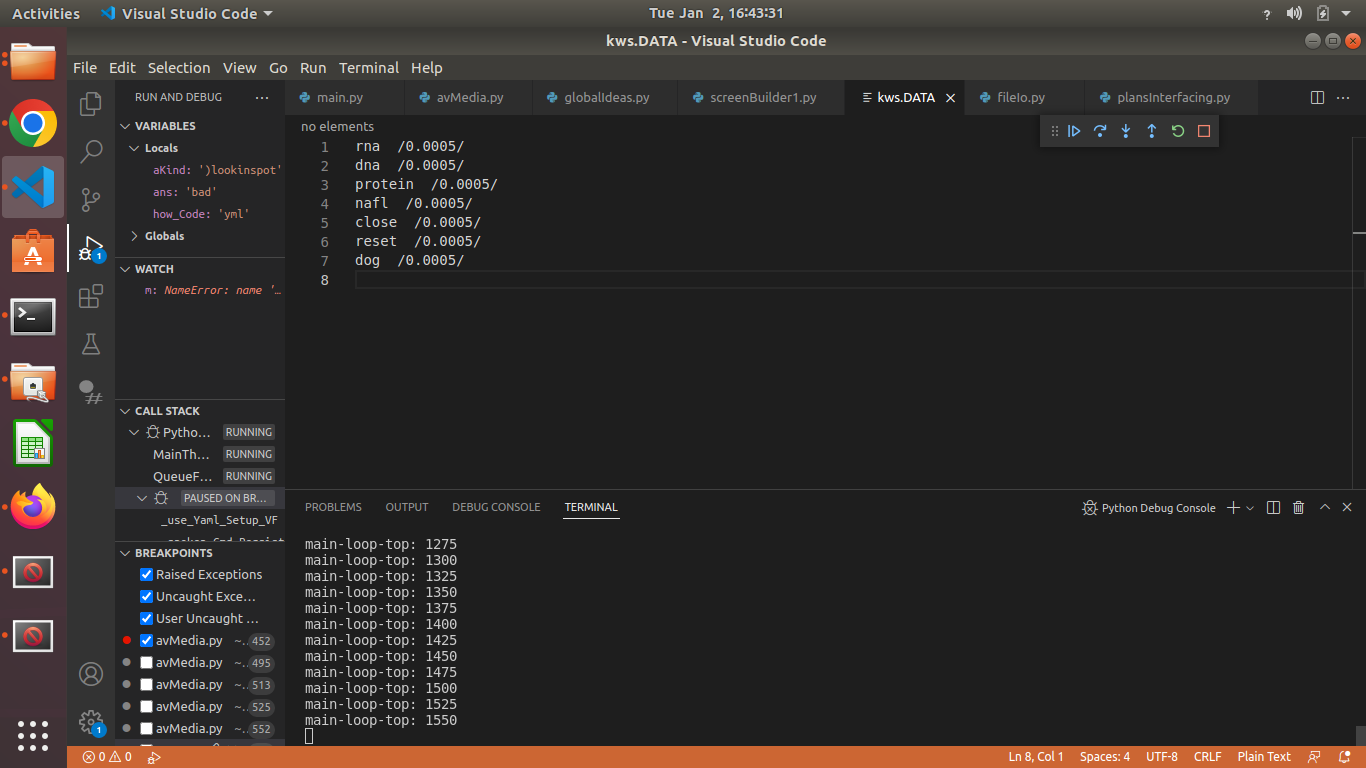 Activities Visual Studio Code Tue Jan 2, 16:43:31 ?
kws.DATA - Visual Studio Code
File Edit Selection View Go Run Terminal Help
RUN AND DEBUG ... main.py avMedia.py globalIdeas.py screenBuilder1.py kws.DATA fileIo.py plansInterfacing.py ...
VARIABLES
Locals
aKind: ')lookinspot'
ans: 'bad'
how_Code: 'yml'
Globals
WATCH
m: NameError: name '…
CALL STACK
Pytho… RUNNING
MainTh… RUNNING
QueueF… RUNNING
PAUSED ON BR…
_use_Yaml_Setup_VF
BREAKPOINTS
Raised Exceptions
Uncaught Exce…
User Uncaught …
avMedia.py ~.. 452
avMedia.py ~.. 495
avMedia.py ~.. 513
avMedia.py ~.. 525
avMedia.py ~.. 552
1
1
no elements
1 rna /0.0005/
2 dna /0.0005/
3 protein /0.0005/
4 nafl /0.0005/
5 close /0.0005/
6 reset /0.0005/
7 dog /0.0005/
8
PROBLEMS OUTPUT DEBUG CONSOLE TERMINAL Python Debug Console
main-loop-top: 1275
main-loop-top: 1300
main-loop-top: 1325
main-loop-top: 1350
main-loop-top: 1375
main-loop-top: 1400
main-loop-top: 1425
main-loop-top: 1450
main-loop-top: 1475
main-loop-top: 1500
main-loop-top: 1525
main-loop-top: 1550
0 0 Ln 8, Col 1 Spaces: 4 UTF-8 CRLF Plain Text